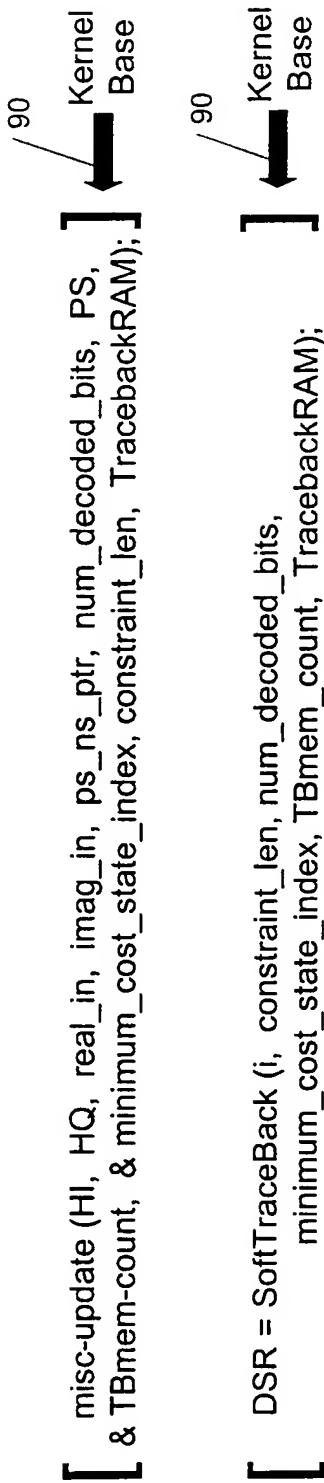 misc-update (HI, HQ, real_in, imag_in, ps_ns_ptr, num_decoded_bits, PS,
& TBmem-count, & minimum_cost_state_index, constraint_len, TracebackRAM);
90
Kernel
Base
DSR = SoftTraceBack (i, constraint_len, num_decoded_bits,
minimum_cost_state_index, TBmem_count, TracebackRAM);
90
Kernel
Base